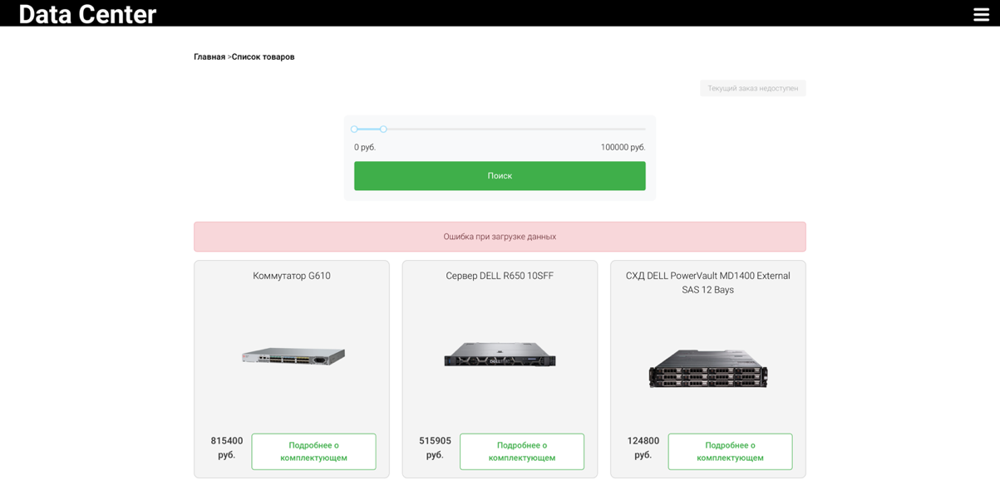 Data Center
Главная >Список товаров
Текущий заказ недоступен
0 руб. 100000 руб.
Поиск
Ошибка при загрузке данных
Коммутатор G610
815400
руб.
Подробнее о
комплектующем
Сервер DELL R650 10SFF
DELL
515905
руб.
Подробнее о
комплектующем
СХД DELL PowerVault MD1400 External
SAS 12 Bays
124800
руб.
Подробнее о
комплектующем